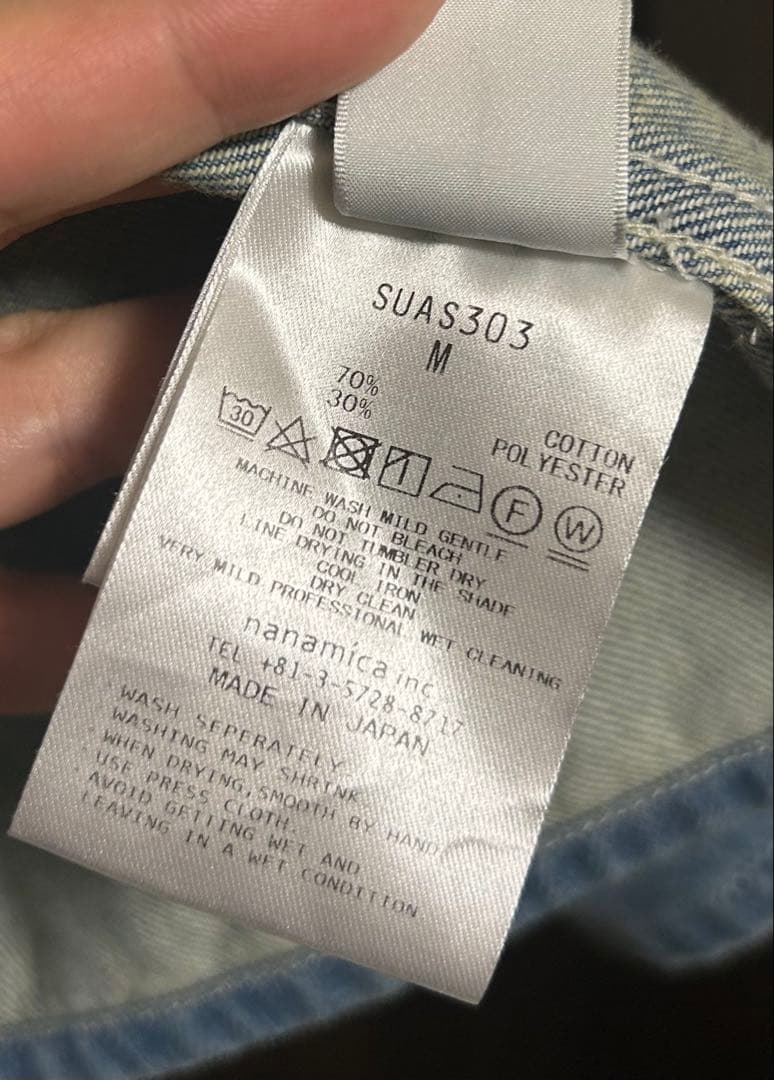 SUAS303
M
70% COTTON
30% POLYESTER
30 F W
MACHINE WASH MILD GENTLE
DO NOT BLEACH
DO NOT TUMBLER DRY
LINE DRYING IN THE SHADE
COOL IRON
DRY CLEAN
VERY MILD PROFESSIONAL WET CLEANING
nanamica inc.
TEL +81-3-5728-8717
MADE IN JAPAN
・WASH SEPERATELY.
WASHING MAY SHRINK.
・WHEN DRYING,SMOOTH BY HAND.
・USE PRESS CLOTH.
・AVOID GETTING WET AND
LEAVING IN A WET CONDITION.